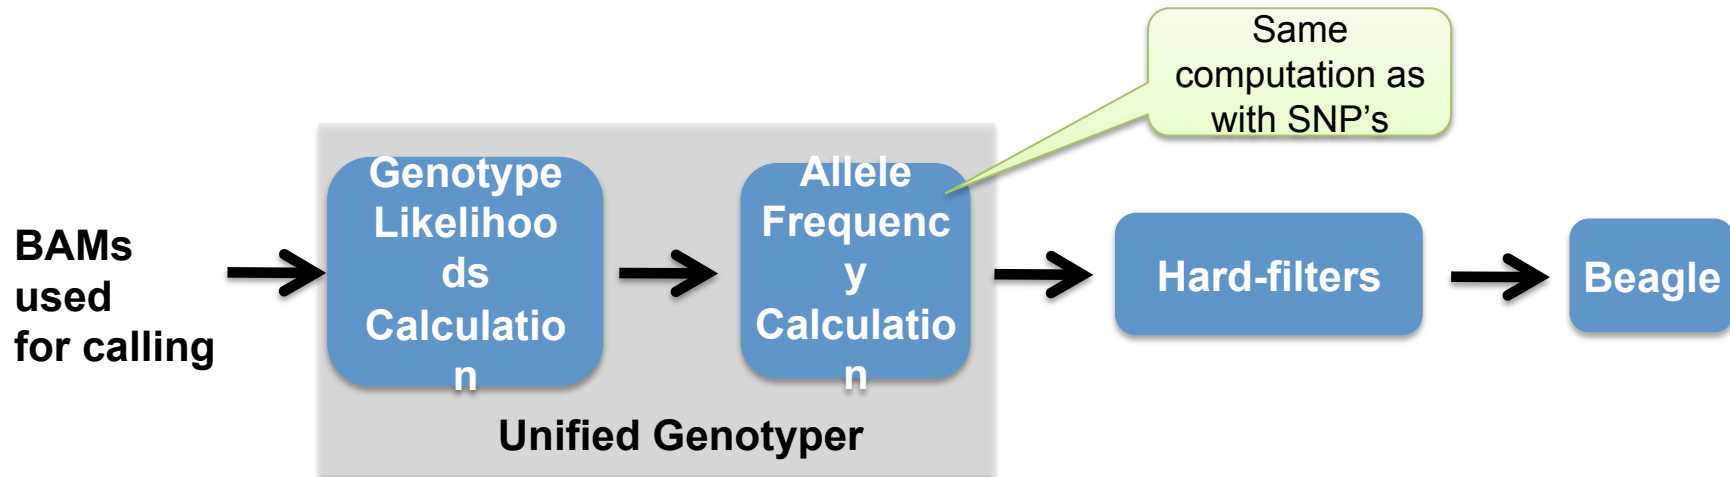 BAMs
used
for calling
Genotype
Likelihoo
ds
Calculatio
n
Allele
Frequenc
y
Calculatio
n
Unified Genotyper
Same
computation as
with SNP's
Hard-filters
Beagle